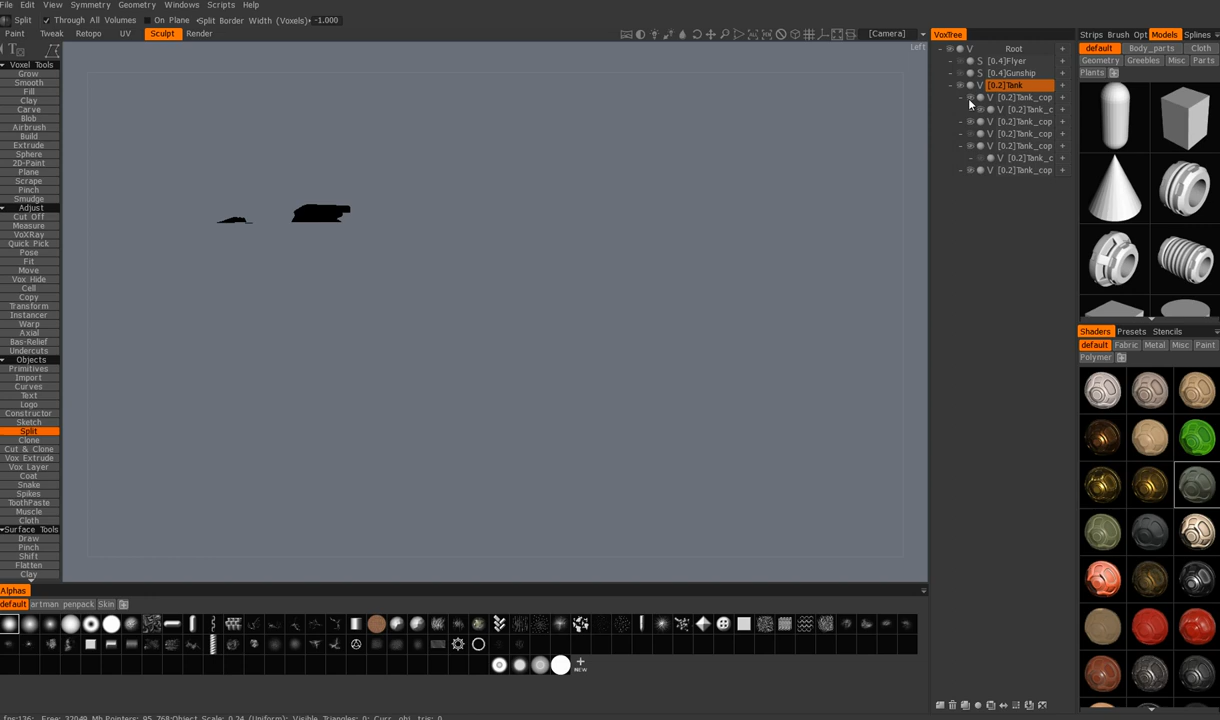 File Edit View Symmetry Geometry Windows Scripts Help
Split Through All Volumes On Plane Split Border Width (Voxels) -1.000
Paint Tweak Retopo UV Sculpt Render [Camera]
Left
Voxel Tools
Grow
Smooth
Fill
Clay
Carve
Blob
Airbrush
Build
Extrude
Sphere
2D-Paint
Plane
Scrape
Pinch
Smudge
Adjust
Cut Off
Measure
VoXRay
Quick Pick
Pose
Fit
Move
Vox Hide
Cell
Copy
Transform
Instancer
Warp
Axial
Bas-Relief
Undercuts
Objects
Primitives
Import
Curves
Text
Logo
Constructor
Sketch
Split
Clone
Cut & Clone
Vox Extrude
Vox Layer
Coat
Snake
Spikes
ToothPaste
Muscle
Cloth
Surface Tools
Draw
Pinch
Shift
Flatten
Clay
VoxTree
V Root +
S [0.4]Flyer +
S [0.4]Gunship +
V [0.2]Tank +
V [0.2]Tank_cop +
V [0.2]Tank_c +
V [0.2]Tank_cop +
V [0.2]Tank_cop +
V [0.2]Tank_cop +
V [0.2]Tank_c +
V [0.2]Tank_cop +
Strips Brush Opt Models Splines
default Body_parts Cloth
Geometry Greebles Misc Parts
Plants
Shaders Presets Stencils
default Fabric Metal Misc Paint
Polymer
Alphas
default artman penpack Skin
NEW